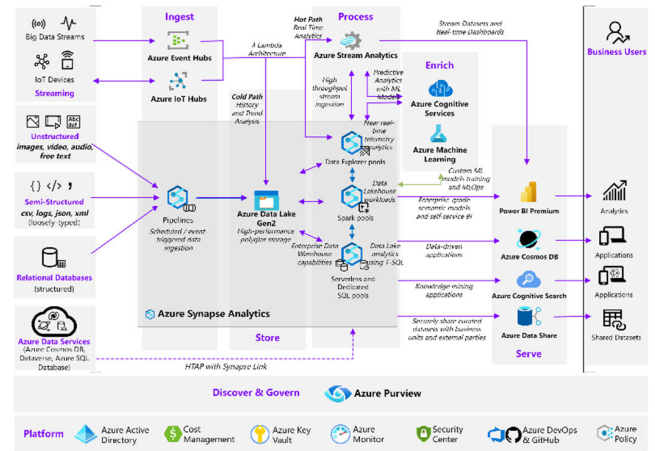 Ingest
Hot Path
Real Time
Analytics
Process
Stream Datasets and
Real-time Dashboards
Big Data Streams
Azure Event Hubs
λ Lambda
Architecture
Azure Stream Analytics
Business Users
IoT Devices
Streaming
Azure IoT Hubs
Cold Path
History
and Trend
Analysis
High
throughput
stream
ingestion
Predictive
Analytics
with ML
Models
Enrich
Azure Cognitive
Services
Azure Machine
Learning
Abc
def
Unstructured
images, video, audio,
free text
Near real-
time
telemetry
analytics
Data Explorer pools
Custom ML
models training
and MLOps
Semi-Structured
csv, logs, json, xml
(loosely-typed)
Pipelines
Scheduled / event
triggered data
ingestion
Azure Data Lake
Gen2
High-performance
polyglot storage
Data
Lakehouse
workloads
Spark pools
Enterprise-grade
semantic models
and self-service BI
Power BI Premium
Analytics
Relational Databases
(structured)
Enterprise Data
Warehouse
capabilities
Data Lake
analytics
using T-SQL
Serverless and
Dedicated
SQL pools
Data-driven
applications
Azure Cosmos DB
Applications
Knowledge mining
applications
Azure Cognitive Search
Applications
Azure Synapse Analytics
Azure Data Services
(Azure Cosmos DB,
Dataverse, Azure SQL
Database)
Store
Securely share curated
datasets with business
units and external parties
Azure Data Share
Serve
Shared Datasets
HTAP with Synapse Link
Discover & Govern
Azure Purview
Platform
Azure Active
Directory
Cost
Management
Azure Key
Vault
Azure
Monitor
Security
Center
Azure DevOps
& GitHub
Azure
Policy